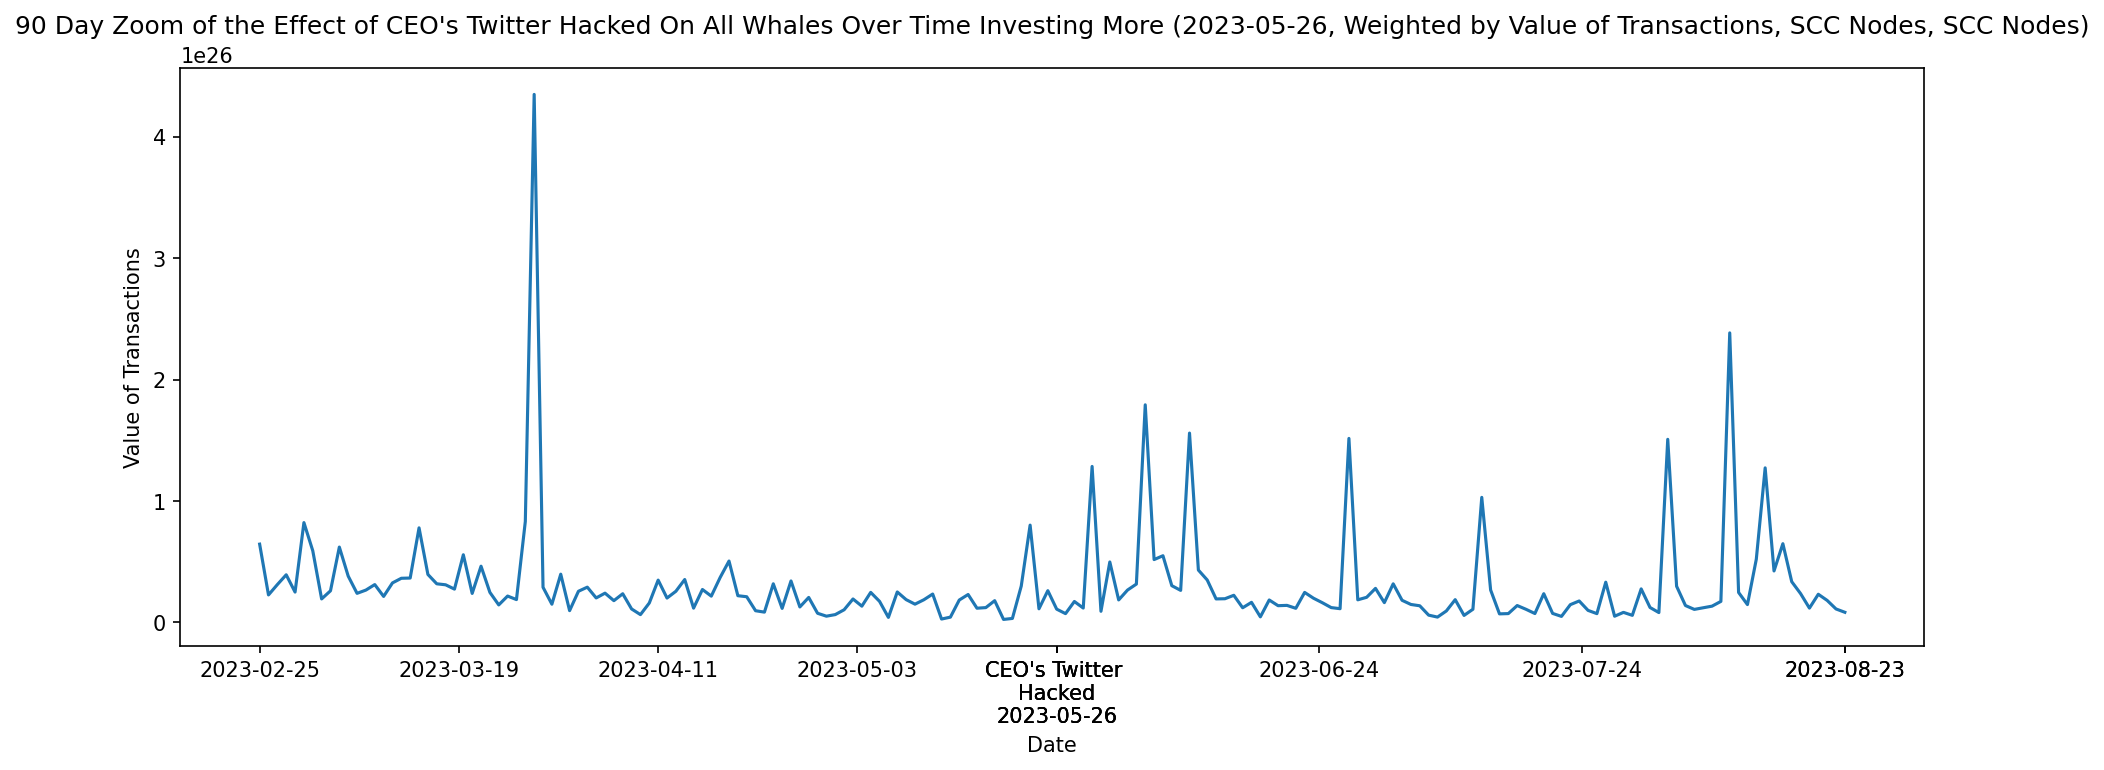 90 Day Zoom of the Effect of CEO's Twitter Hacked On All Whales Over Time Investing More (2023-05-26, Weighted by Value of Transactions, SCC Nodes, SCC Nodes)
1e26
4
3
2
1
0
Value of Transactions
2023-02-25 2023-03-19 2023-04-11 2023-05-03 CEO's Twitter 2023-06-24 2023-07-24 2023-08-23
Hacked
2023-05-26
Date